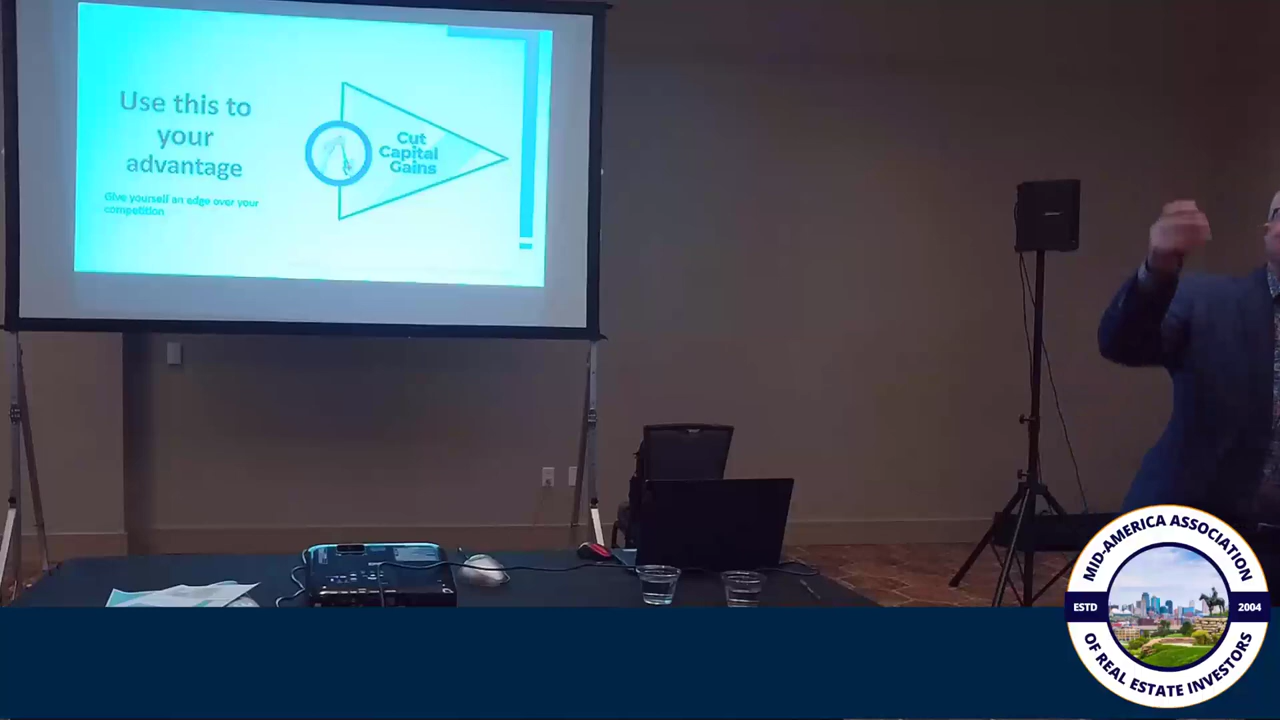 Use this to
your
advantage
Give yourself an edge over your
competition
Cut
Capital
Gains
MID-AMERICA ASSOCIATION
ESTD
2004
OF REAL ESTATE INVESTORS